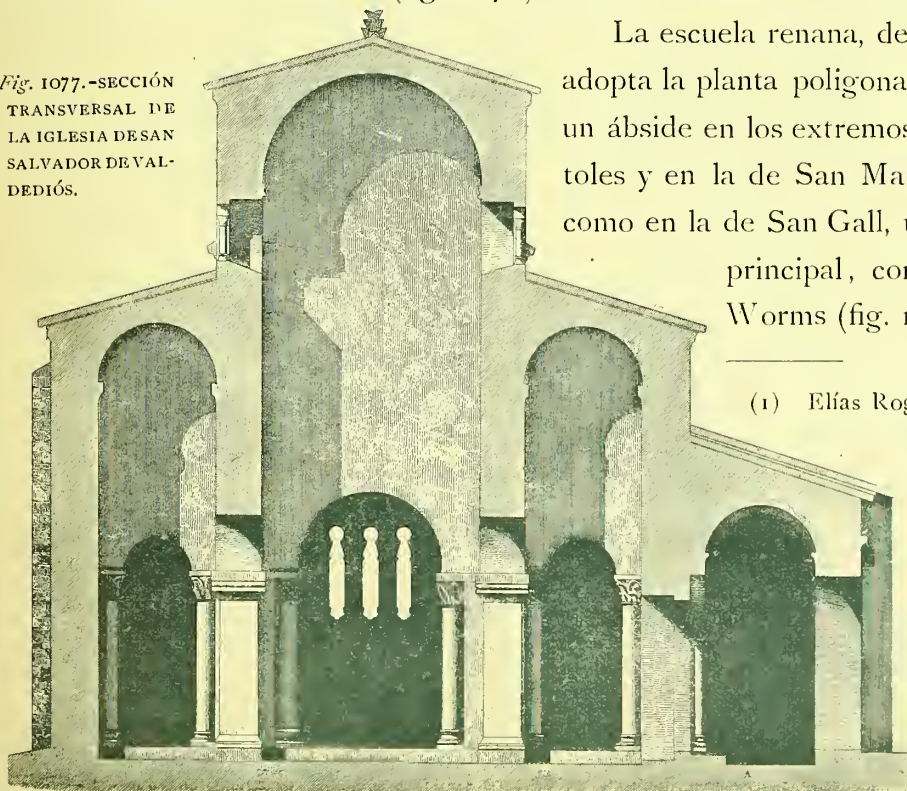 Fig. 1077.-SECCIÓN
TRANSVERSAL DE
LA IGLESIA DE SAN
SALVADOR DE VAL-
DEDIÓS.
La escuela renana, de
adopta la planta poligona
un ábside en los extremos
toles y en la de San Ma
como en la de San Gall,
principal, co
Worms (fig.
(1) Elías Rog